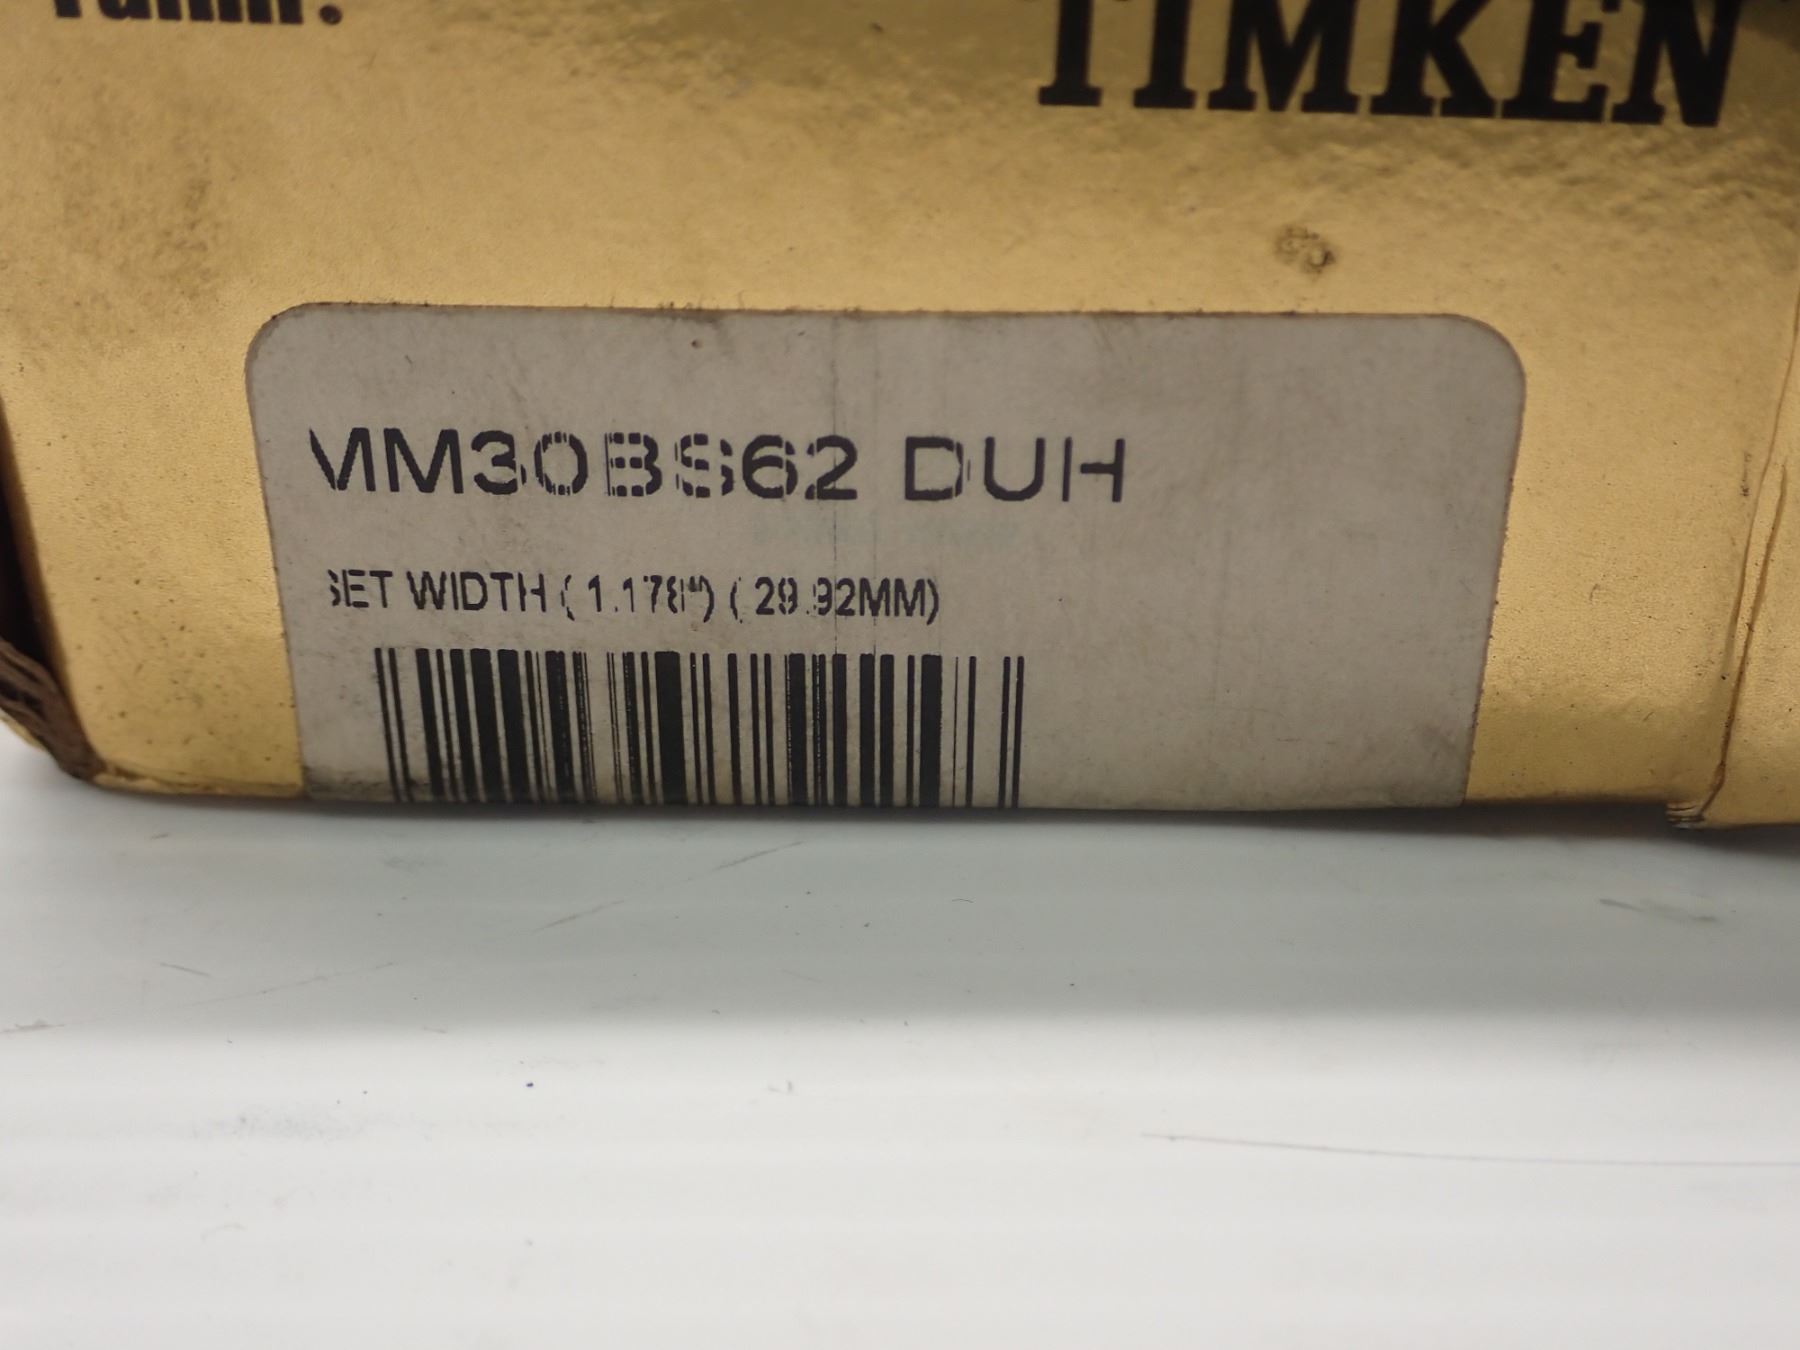 TIMKEN
MM30BS62 DUH
SET WIDTH ( 1.178") ( 29.92MM)